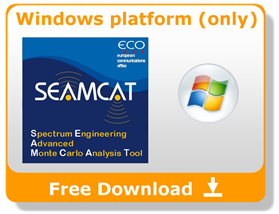 Windows platform (only)
ECO
european
communications
office
SEAMCAT
Spectrum Engineering
Advanced
Monte Carlo Analysis Tool
Free Download